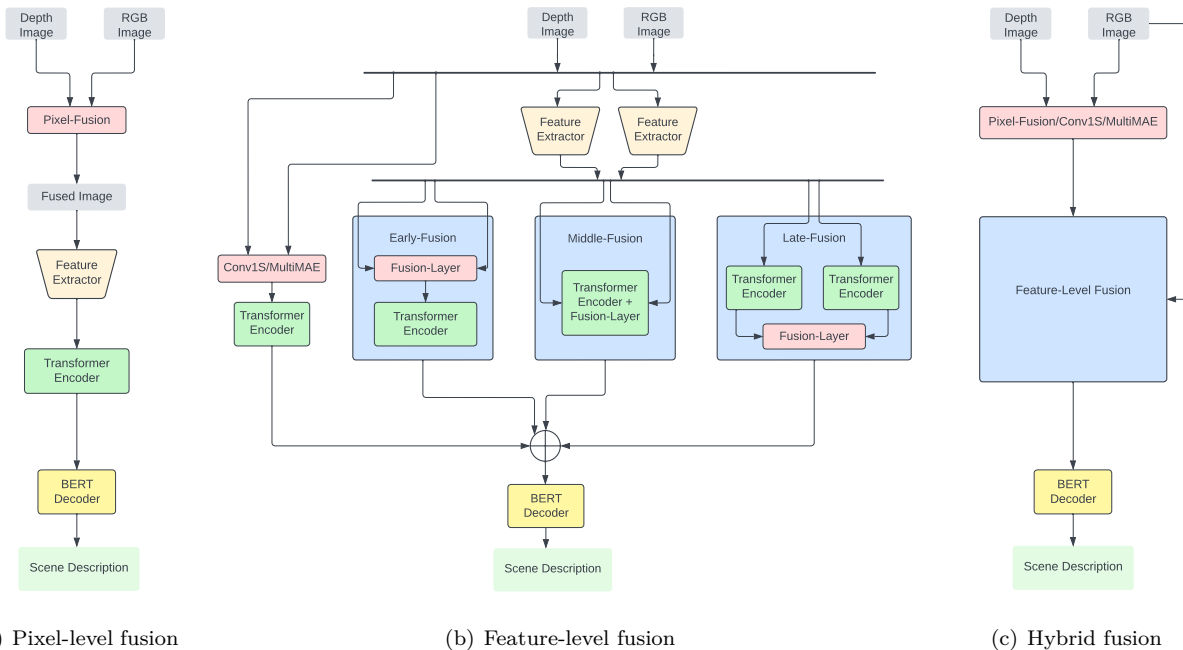 Depth
Image
RGB
Image
Pixel-Fusion
Fused Image
Feature
Extractor
Transformer
Encoder
BERT
Decoder
Scene Description
) Pixel-level fusion
Depth
Image
RGB
Image
Feature
Extractor
Feature
Extractor
Conv1S/MultiMAE
Transformer
Encoder
Early-Fusion
Fusion-Layer
Transformer
Encoder
Middle-Fusion
Transformer
Encoder +
Fusion-Layer
Late-Fusion
Transformer
Encoder
Transformer
Encoder
Fusion-Layer
BERT
Decoder
Scene Description
(b) Feature-level fusion
Depth
Image
RGB
Image
Pixel-Fusion/Conv1S/MultiMAE
Feature-Level Fusion
BERT
Decoder
Scene Description
(c) Hybrid fusion